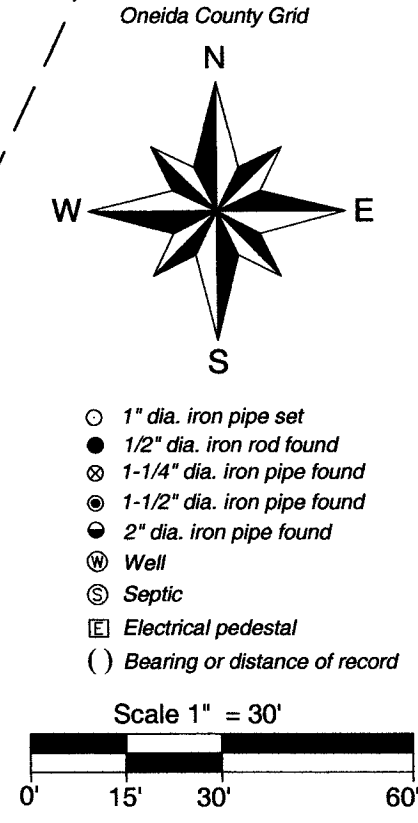 Oneida County Grid
N
W E
S
1" dia. iron pipe set
1/2" dia. iron rod found
1-1/4" dia. iron pipe found
1-1/2" dia. iron pipe found
2" dia. iron pipe found
W Well
S Septic
E Electrical pedestal
( ) Bearing or distance of record
Scale 1" = 30'
0' 15' 30' 60'